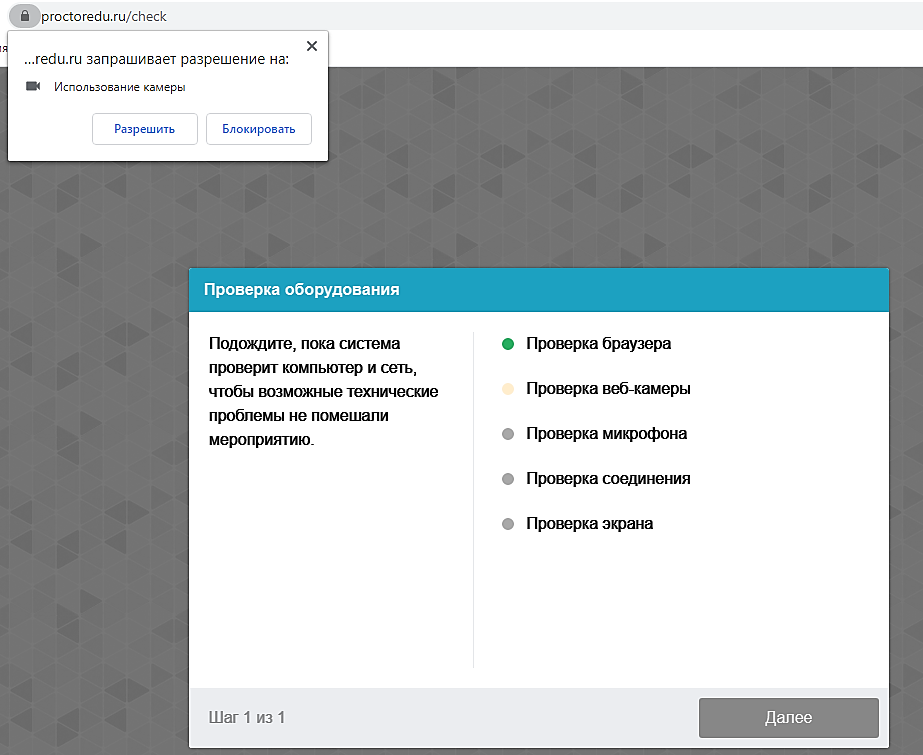 proctoredu.ru/check
...redu.ru запрашивает разрешение на:
Использование камеры
Разрешить
Блокировать
Проверка оборудования
Подождите, пока система
проверит компьютер и сеть,
чтобы возможные технические
проблемы не помешали
мероприятию.
Проверка браузера
Проверка веб-камеры
Проверка микрофона
Проверка соединения
Проверка экрана
Шаг 1 из 1
Далее